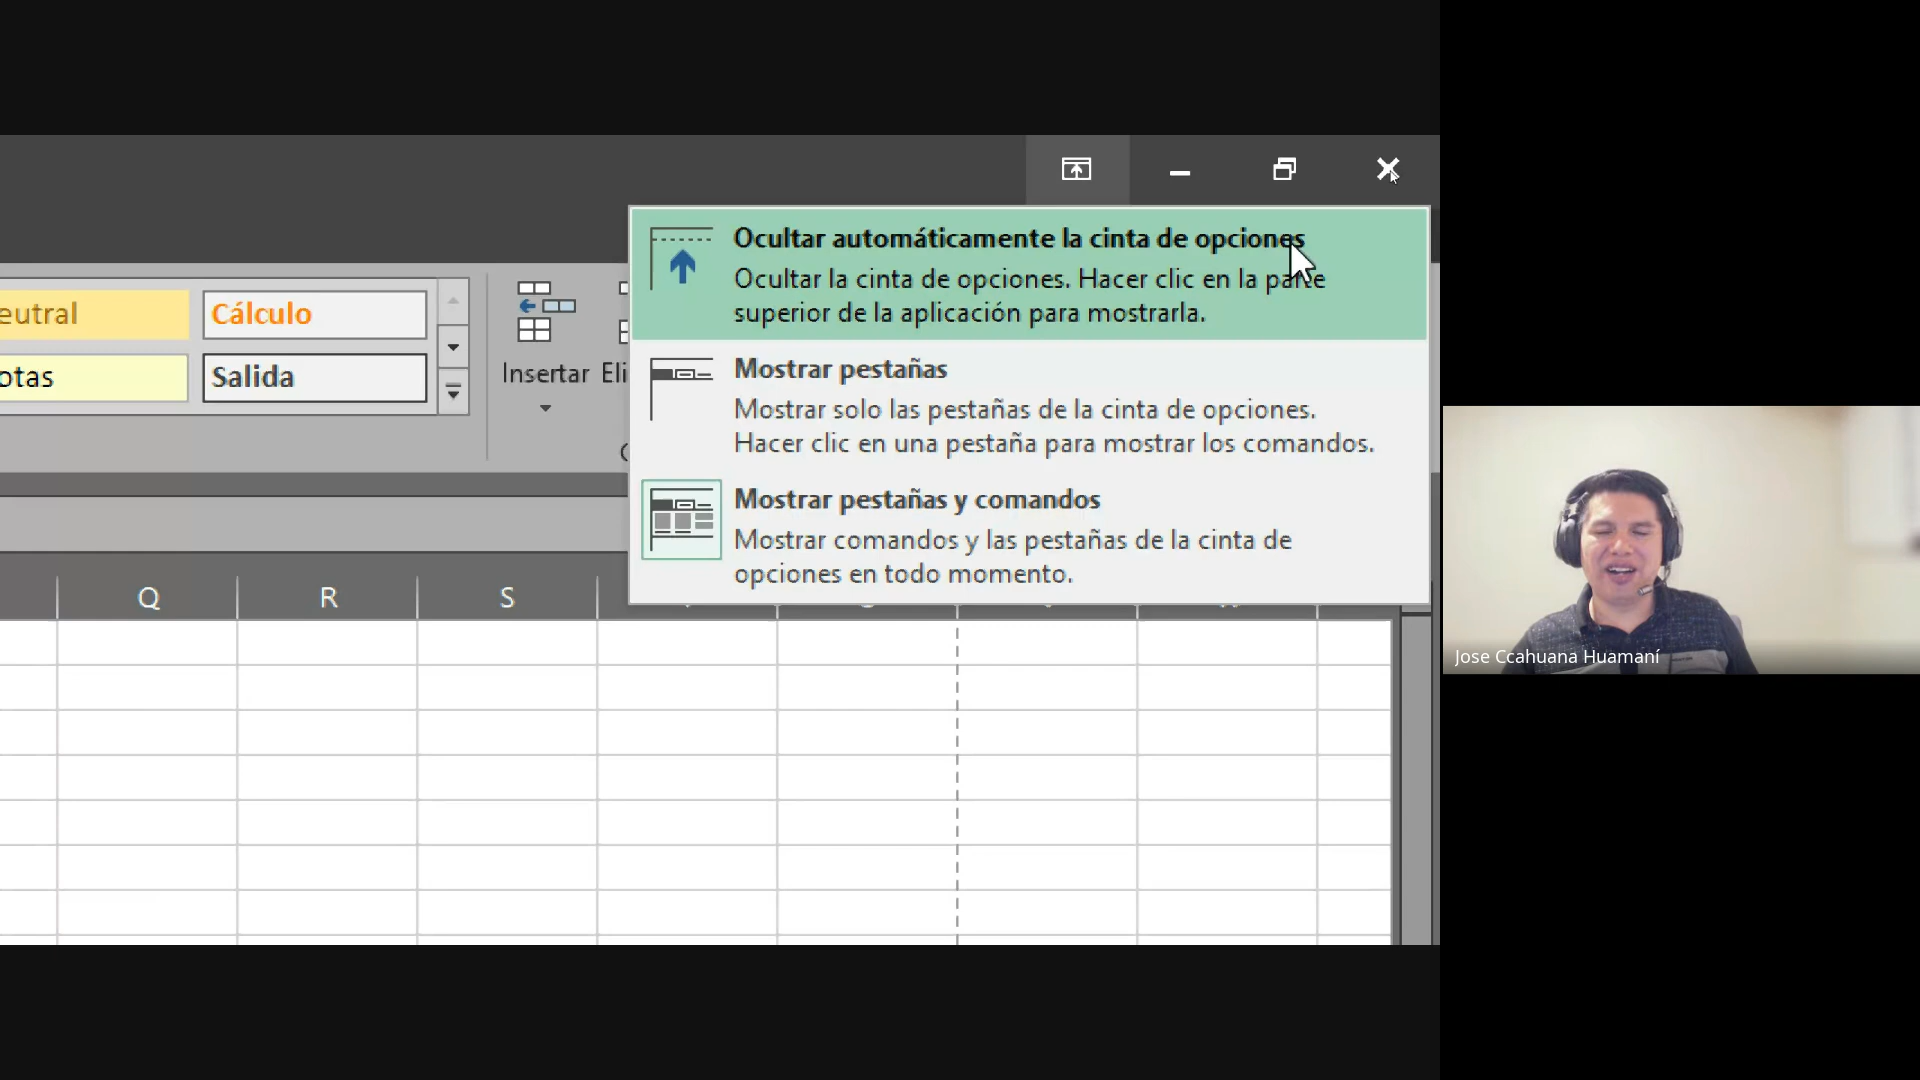 Ocultar automáticamente la cinta de opciones
Ocultar la cinta de opciones. Hacer clic en la parte
superior de la aplicación para mostrarla.
eutral
Cálculo
otas
Salida
Insertar
Eli
Mostrar pestañas
Mostrar solo las pestañas de la cinta de opciones.
Hacer clic en una pestaña para mostrar los comandos.
Mostrar pestañas y comandos
Mostrar comandos y las pestañas de la cinta de
opciones en todo momento.
Q R S
Jose Ccahuana Huamaní